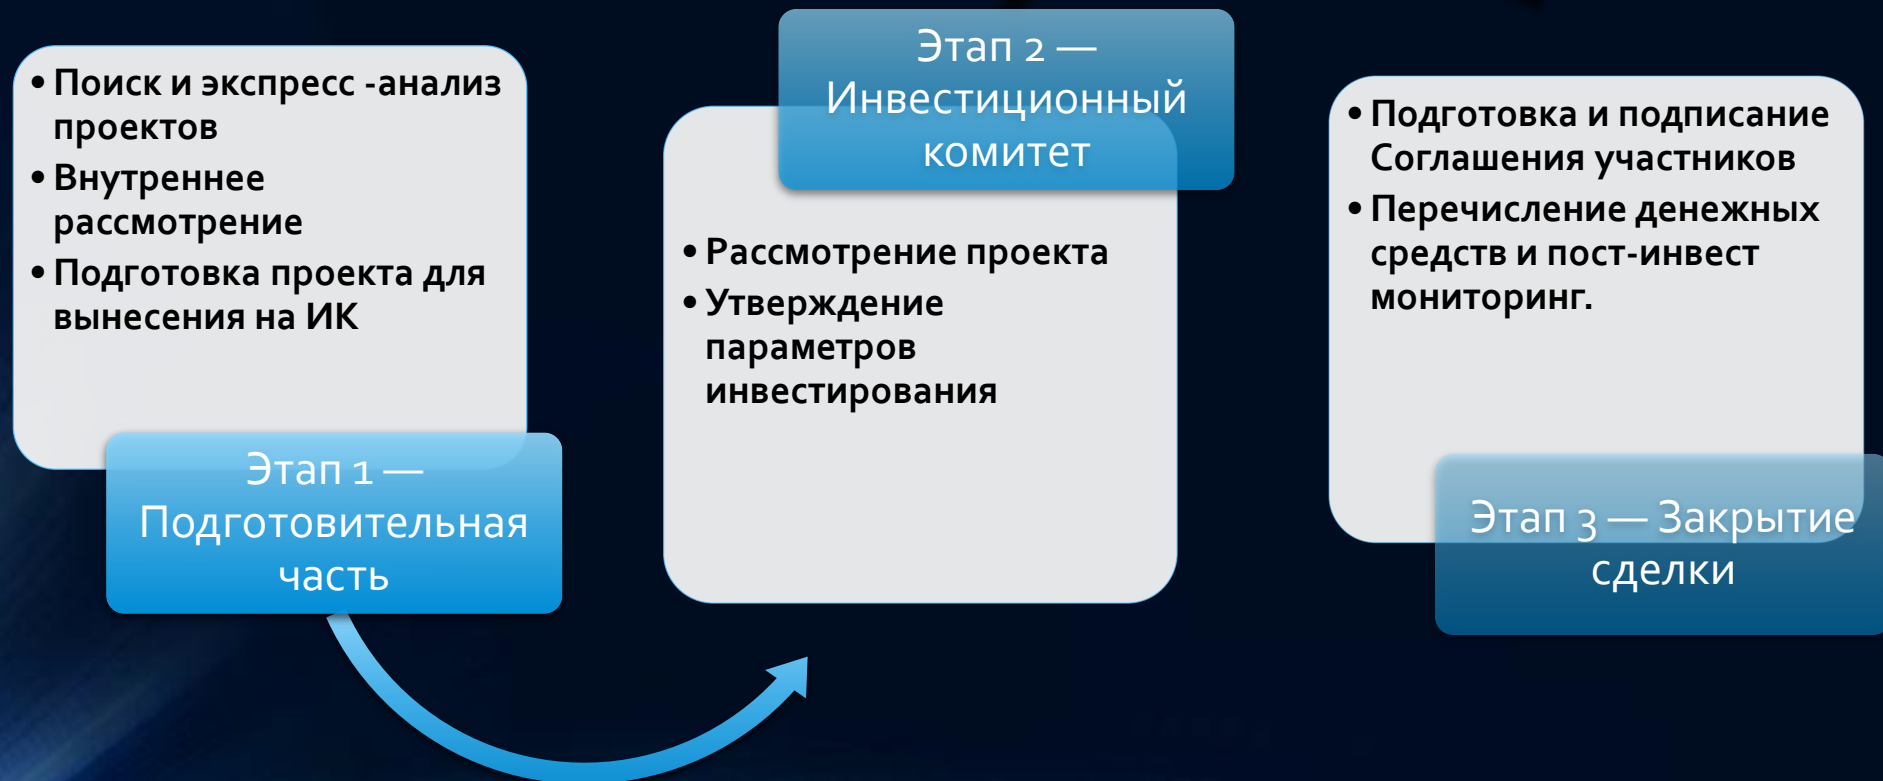 • Поиск и экспресс -анализ
проектов
• Внутреннее
рассмотрение
• Подготовка проекта для
вынесения на ИК
Этап 1 —
Подготовительная
часть
Этап 2 —
Инвестиционный
комитет
• Рассмотрение проекта
• Утверждение
параметров
инвестирования
• Подготовка и подписание
Соглашения участников
• Перечисление денежных
средств и пост-инвест
мониторинг.
Этап 3 — Закрытие
сделки